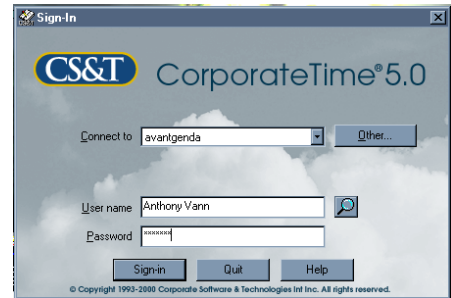 Sign-In
CS&T CorporateTime® 5.0
Connect to avantgenda Other...
User name Anthony Vann
Password xxxxxxx
Sign-in Quit Help
© Copyright 1993-2000 Corporate Software & Technologies Int Inc. All rights reserved.